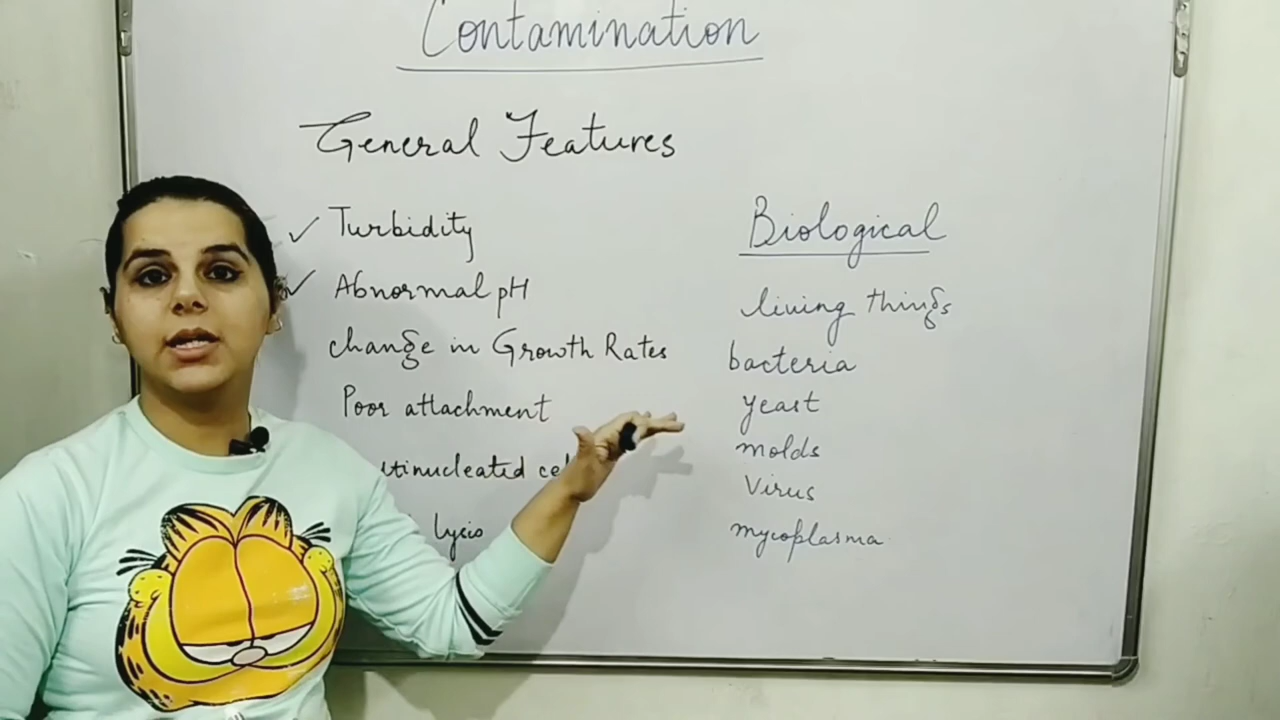 Contamination
General Features
Turbidity
Abnormal pH
change in Growth Rates
Poor attachment
lysis
Biological
living things
bacteria
yeast
molds
Virus
mycoplasma